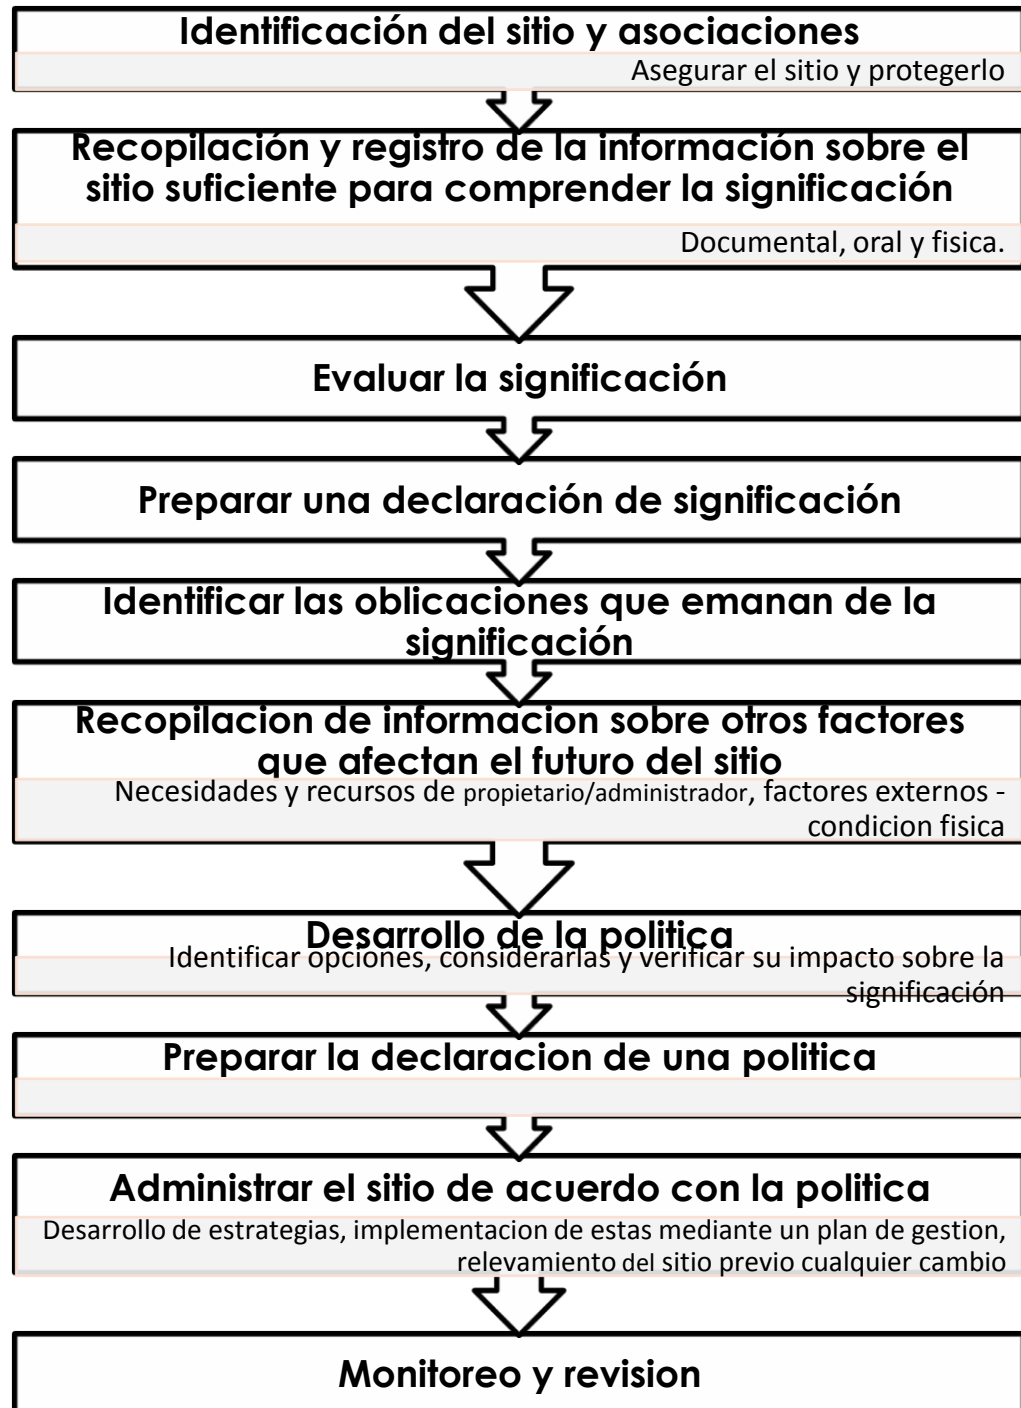 Identificación del sitio y asociaciones
Asegurar el sitio y protegerlo
Recopilación y registro de la información sobre el
sitio suficiente para comprender la significación
Documental, oral y fisica.
Evaluar la significación
Preparar una declaración de significación
Identificar las oblicaciones que emanan de la
significación
Recopilacion de informacion sobre otros factores
que afectan el futuro del sitio
Necesidades y recursos de propietario/administrador, factores externos -
condicion fisica
Desarrollo de la politica
Identificar opciones, considerarlas y verificar su impacto sobre la
significación
Preparar la declaracion de una politica
Administrar el sitio de acuerdo con la politica
Desarrollo de estrategias, implementacion de estas mediante un plan de gestion,
relevamiento del sitio previo cualquier cambio
Monitoreo y revision